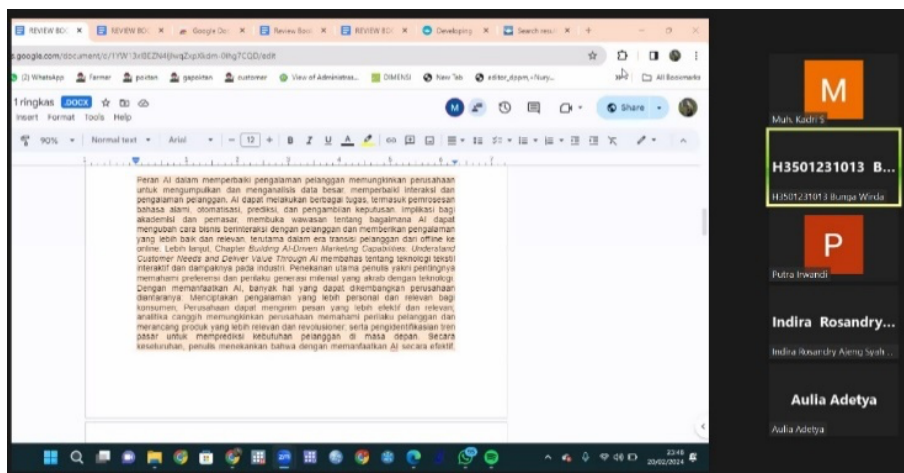 REVIEW BOC
REVIEW BO
Google Do
Review Boo
REVIEW BO
Developing
Search resu
s.google.com/document/
(2) WhatsApp
Farmer
poktan
gapoktan
customer
View of Administras...
DIMENSI
New Tab
editor_dppm,+Nury...
All Bookmarks
1 ringkas .DOCX
M
Share
nsert Format Tools Help
90%
Normal text
Arial
12
B I U A
Peran AI dalam memperbaiki pengalaman pelanggan memungkinkan perusahaan
untuk mengumpulkan dan menganalisis data besar, memperbaiki interaksi dan
pengalaman pelanggan. AI dapat melakukan berbagai tugas, termasuk pemrosesan
bahasa alami, otomatisasi, prediksi, dan pengambilan keputusan. Implikasi bagi
akademisi dan pemasar, membuka wawasan tentang bagaimana AI dapat
mengubah cara bisnis berinteraksi dengan pelanggan dan memberikan pengalaman
yang lebih baik dan relevan, terutama dalam era transisi pelanggan dari offline ke
online. Lebih lanjut, Chapter Building AI-Driven Marketing Capabilities: Understand
Customer Needs and Deliver Value Through AI membahas tentang teknologi tekstil
interaktif dan dampaknya pada industri. Penekanan utama penulis yakni pentingnya
memahami preferensi dan perilaku generasi milenial yang akrab dengan teknologi.
Dengan memanfaatkan AI, banyak hal yang dapat dikembangkan perusahaan
diantaranya: Menciptakan pengalaman yang lebih personal dan relevan bagi
konsumen; Perusahaan dapat mengirim pesan yang lebih efektif dan relevan;
analitika canggih memungkinkan perusahaan memahami perilaku pelanggan dan
merancang produk yang lebih relevan dan revolusioner; serta pengidentifikasian tren
pasar untuk memprediksi kebutuhan pelanggan di masa depan. Secara
keseluruhan, penulis menekankan bahwa dengan memanfaatkan AI secara efektif,
23:48
20/02/2024
M
Muh. Kadri S
H3501231013 B...
H3501231013 Bunga Wirda
P
Putra Irwandi
Indira Rosandry...
Indira Rosandry Ajeng Syah ...
Aulia Adetya
Aulia Adetya